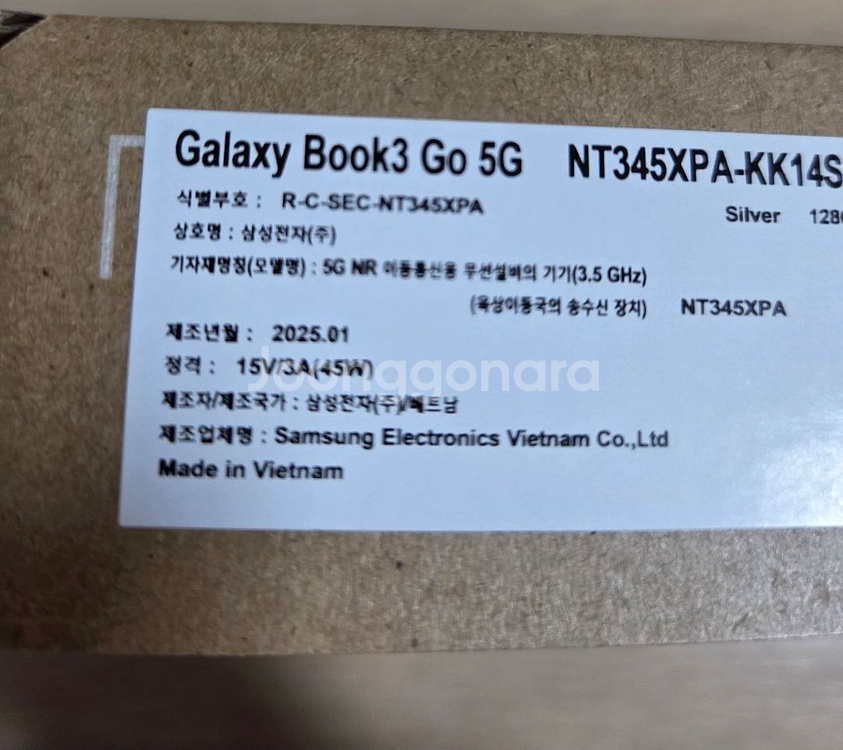 Galaxy Book3 Go 5G NT345XPA-KK14S
식별부호 : R-C-SEC-NT345XPA
Silver 128
상호명 : 삼성전자(주)
기자재명칭(모델명) : 5G NR 이동통신용 무선설비의 기기(3.5 GHz)
(육상이동국의 송수신 장치) NT345XPA
제조년월 : 2025.01
정격 : 15V/3A(45W)
Joonggonara
제조자/제조국가 : 삼성전자(주)/베트남
제조업체명 : Samsung Electronics Vietnam Co.,Ltd
Made in Vietnam